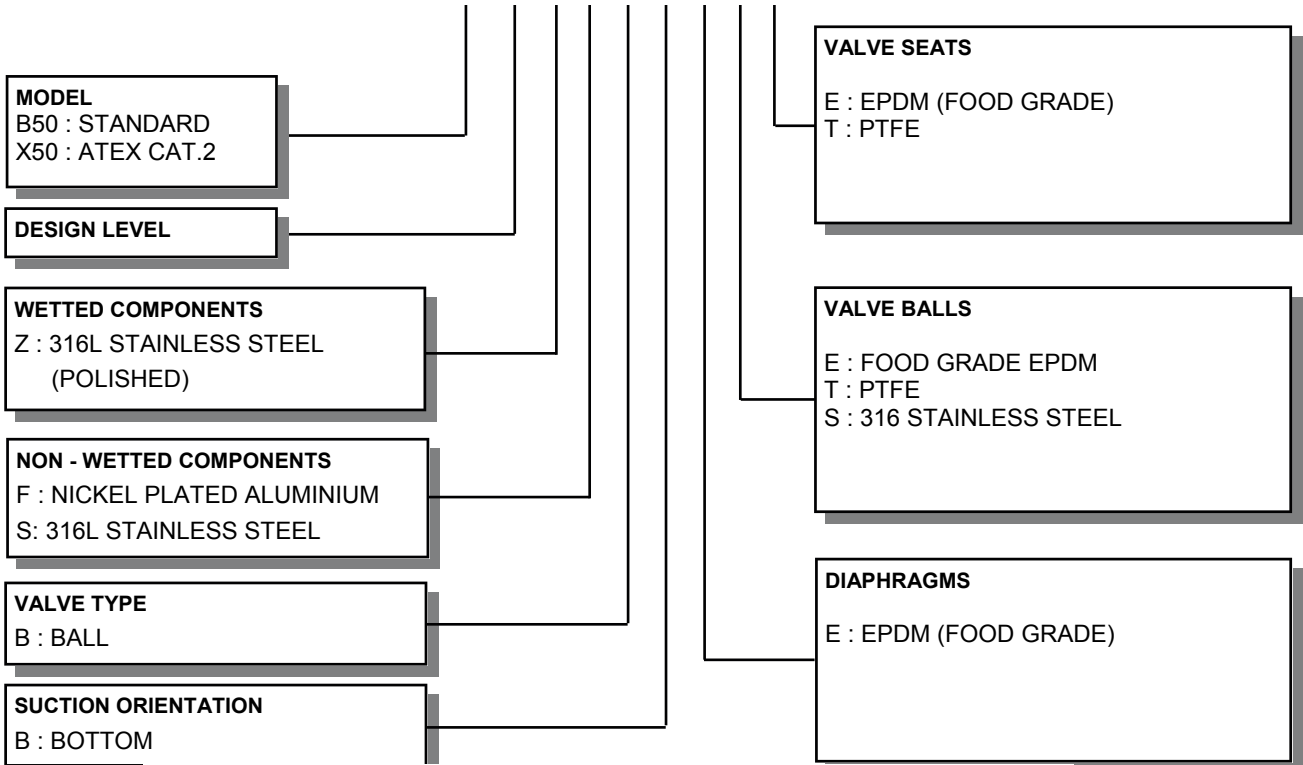 MODEL
B50 : STANDARD
X50 : ATEX CAT.2
DESIGN LEVEL
WETTED COMPONENTS
Z : 316L STAINLESS STEEL
(POLISHED)
NON - WETTED COMPONENTS
F : NICKEL PLATED ALUMINIUM
S: 316L STAINLESS STEEL
VALVE TYPE
B : BALL
SUCTION ORIENTATION
B : BOTTOM
VALVE SEATS
E : EPDM (FOOD GRADE)
T : PTFE
VALVE BALLS
E : FOOD GRADE EPDM
T : PTFE
S : 316 STAINLESS STEEL
DIAPHRAGMS
E : EPDM (FOOD GRADE)